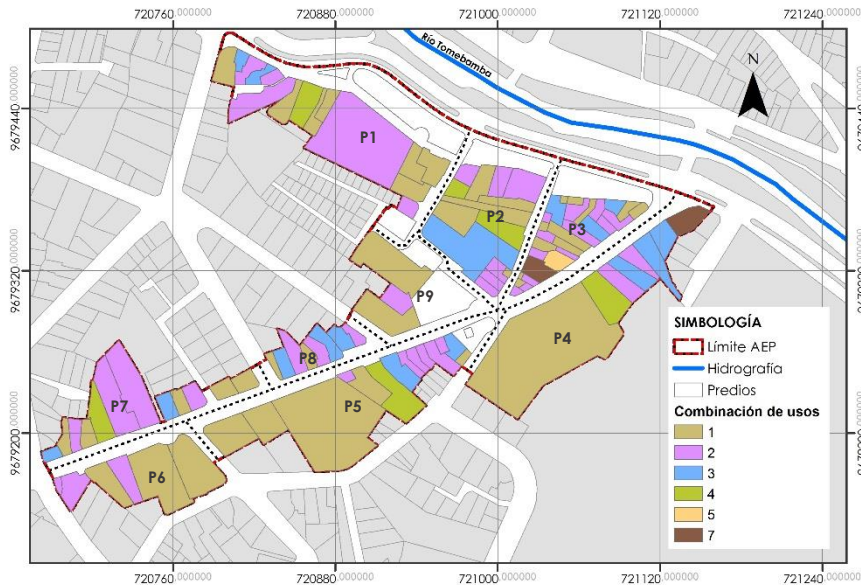 720760.000000 720880.000000 721000.000000 721120.000000 721240.000000
Río Tomebamba
N
9679440.000000
P1
P2
P3
9679320.000000
P9
P4
P8
P5
P7
9679200.000000
P6
SIMBOLOGÍA
Límite AEP
Hidrografía
Predios
Combinación de usos
1
2
3
4
5
7
720760.000000 720880.000000 721000.000000 721120.000000 721240.000000